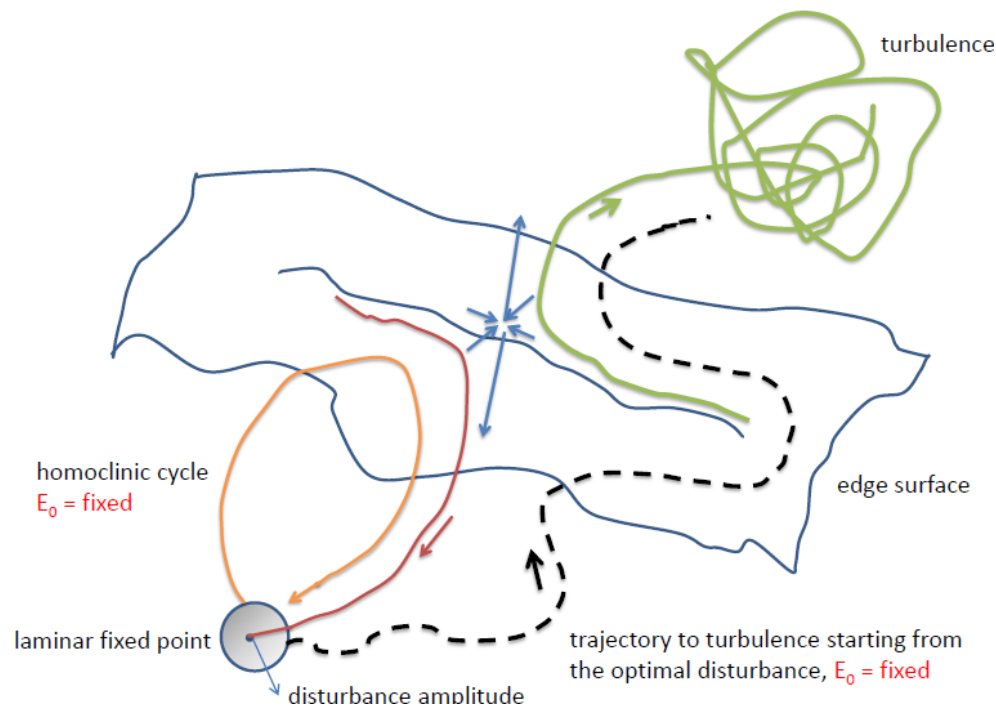 turbulence
homoclinic cycle
E₀ = fixed
edge surface
laminar fixed point
trajectory to turbulence starting from
the optimal disturbance, E₀ = fixed
disturbance amplitude